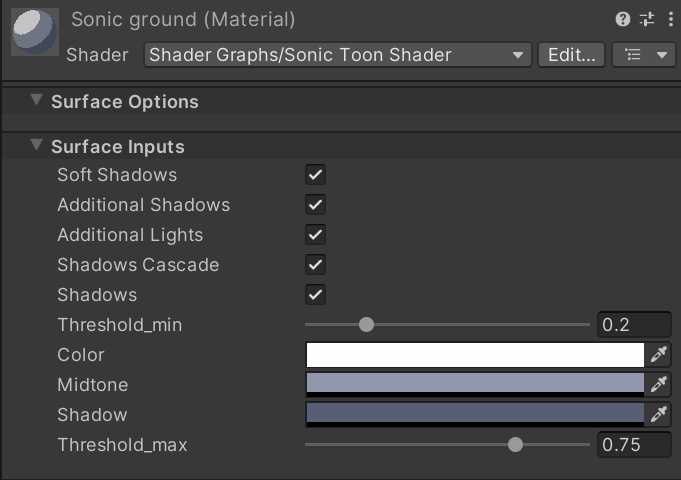 Sonic ground (Material)
Shader Shader Graphs/Sonic Toon Shader Edit...
Surface Options
Surface Inputs
Soft Shadows
Additional Shadows
Additional Lights
Shadows Cascade
Shadows
Threshold_min 0.2
Color
Midtone
Shadow
Threshold_max 0.75